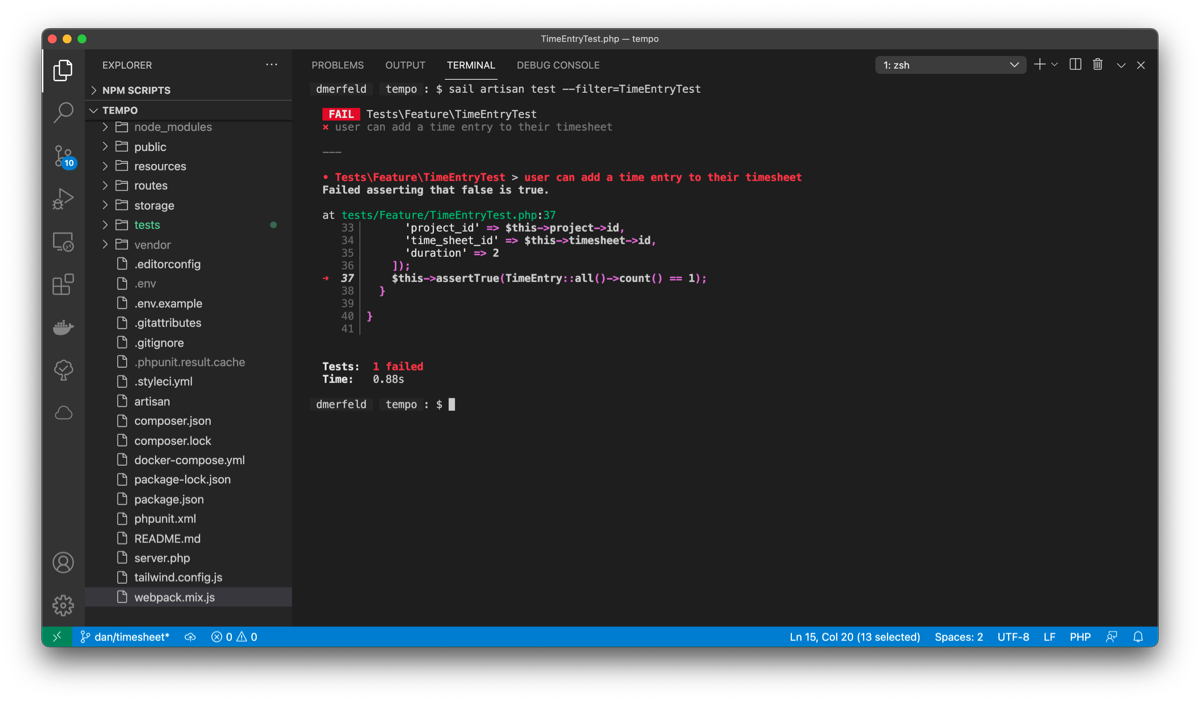 TimeEntryTest.php — tempo
EXPLORER
NPM SCRIPTS
TEMPO
node_modules
public
resources
routes
storage
tests
vendor
.editorconfig
.env
.env.example
.gitattributes
.gitignore
.phpunit.result.cache
.styleci.yml
artisan
composer.json
composer.lock
docker-compose.yml
package-lock.json
package.json
phpunit.xml
README.md
server.php
tailwind.config.js
webpack.mix.js
10
PROBLEMS OUTPUT TERMINAL DEBUG CONSOLE 1: zsh
dmerfeld tempo : $ sail artisan test --filter=TimeEntryTest
FAIL Tests\Feature\TimeEntryTest
⨯ user can add a time entry to their timesheet
———
• Tests\Feature\TimeEntryTest > user can add a time entry to their timesheet
Failed asserting that false is true.
at tests/Feature/TimeEntryTest.php:37
33 'project_id' => $this->project->id,
34 'time_sheet_id' => $this->timesheet->id,
35 'duration' => 2
36 ]);
➜ 37 $this->assertTrue(TimeEntry::all()->count() == 1);
38 }
39
40 }
41
Tests: 1 failed
Time: 0.88s
dmerfeld tempo : $
dan/timesheet* 0 0 Ln 15, Col 20 (13 selected) Spaces: 2 UTF-8 LF PHP